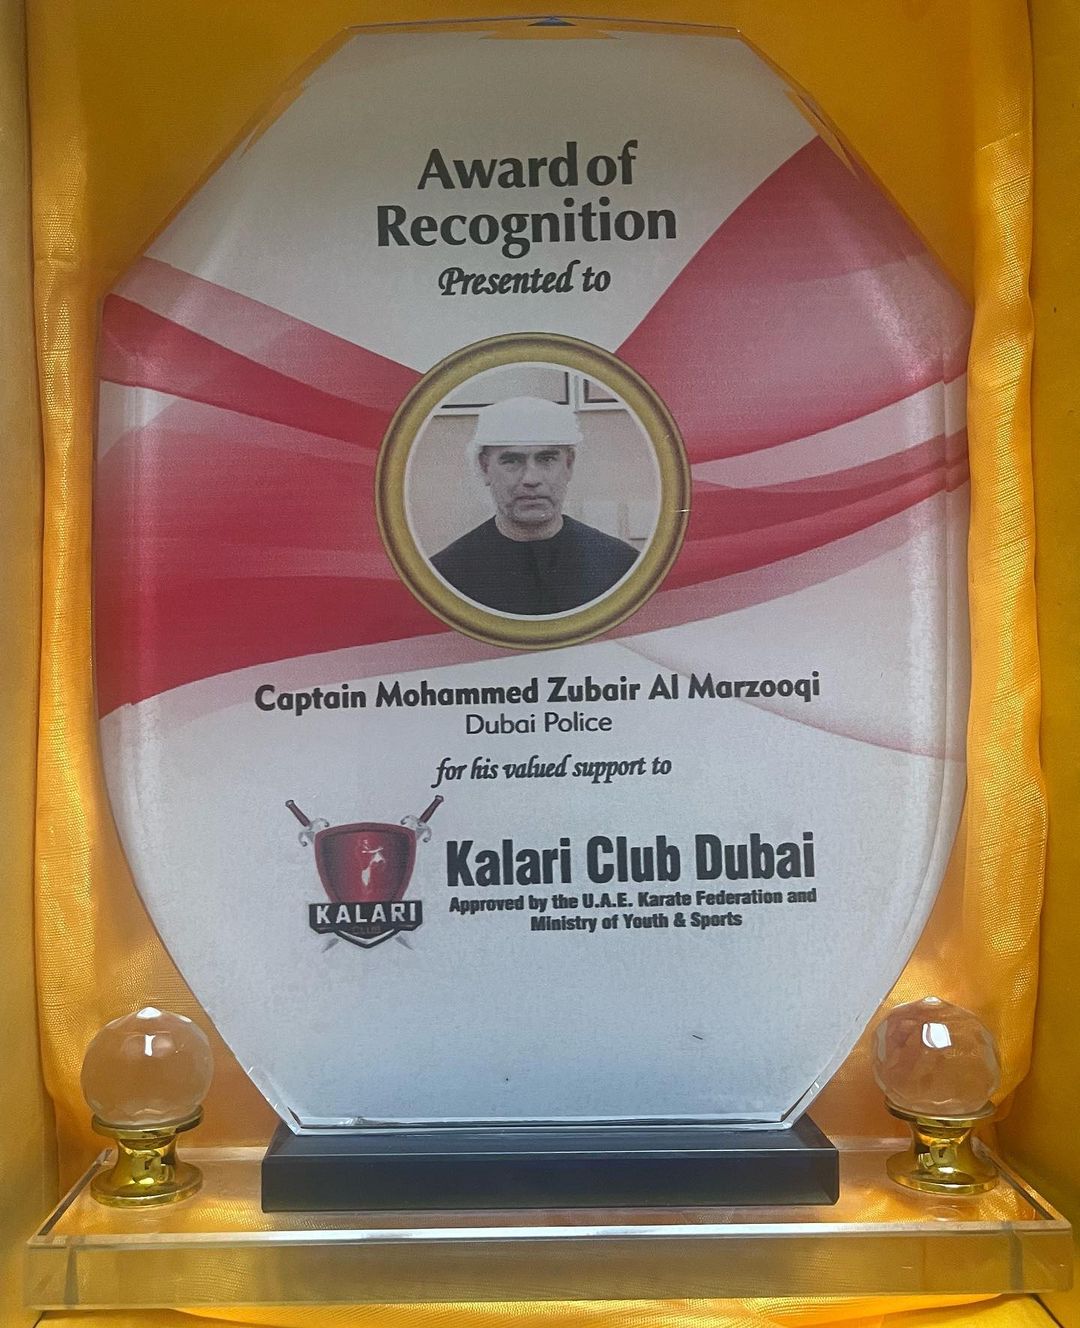 Award of
Recognition
Presented to
Captain Mohammed Zubair Al Marzooqi
Dubai Police
for his valued support to
KALARI
CLUB
Kalari Club Dubai
Approved by the U.A.E. Karate Federation and
Ministry of Youth & Sports